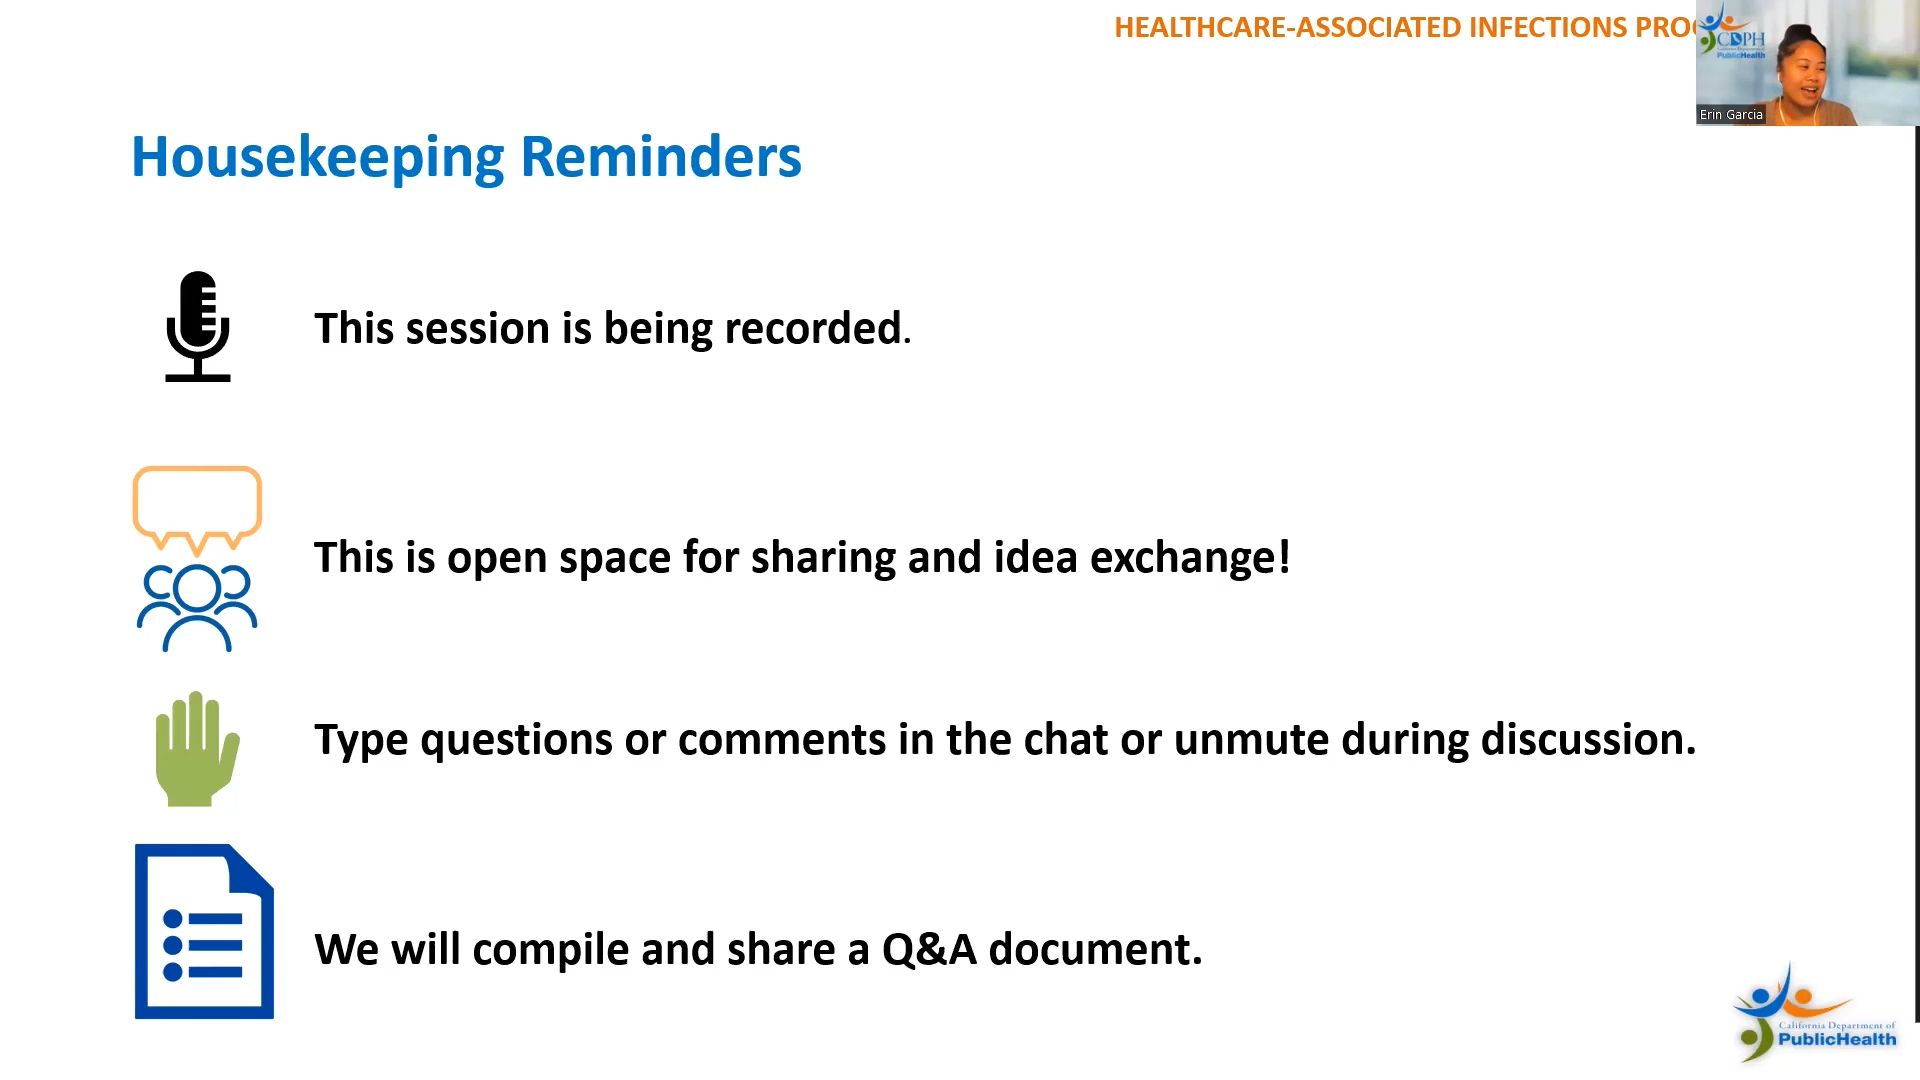 HEALTHCARE-ASSOCIATED INFECTIONS PRO
CDPH
PublicHealth
Erin Garcia
Housekeeping Reminders
This session is being recorded.
This is open space for sharing and idea exchange!
Type questions or comments in the chat or unmute during discussion.
We will compile and share a Q&A document.
California Department of
PublicHealth